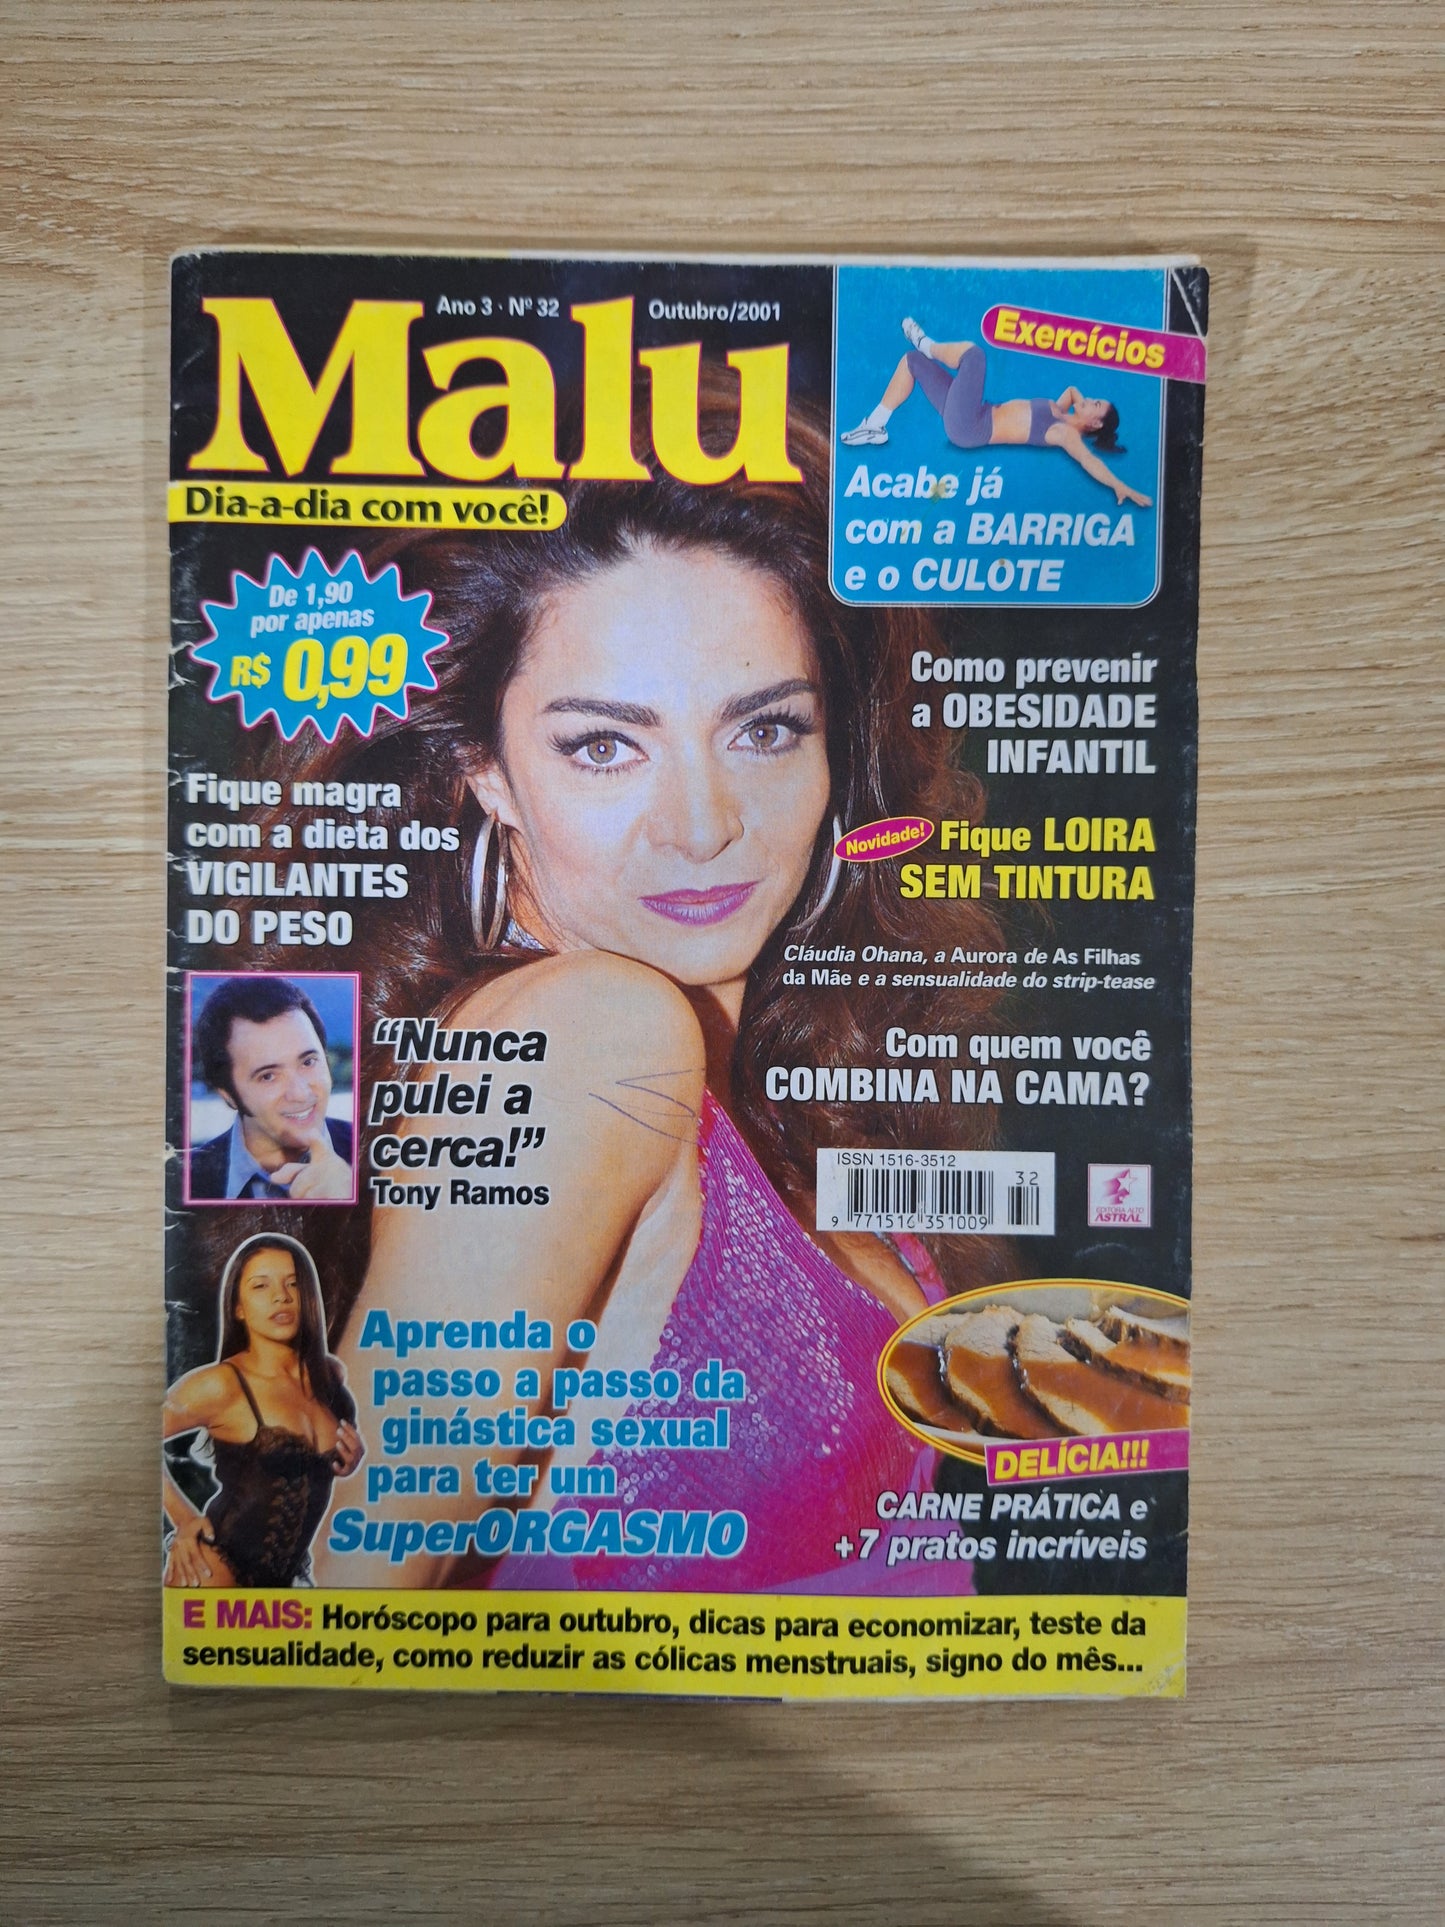 Ano 3 · Nº 32
Outubro/2001
Malu
Dia-a-dia com você!
Exercícios
Acabe já
com a BARRIGA
e o CULOTE
De 1,90
por apenas
R$ 0,99
Como prevenir
a OBESIDADE
INFANTIL
Fique magra
com a dieta dos
VIGILANTES
DO PESO
Novidade! Fique LOIRA
SEM TINTURA
Cláudia Ohana, a Aurora de As Filhas
da Mãe e a sensualidade do strip-tease
"Nunca
pulei a
cerca!"
Tony Ramos
Com quem você
COMBINA NA CAMA?
ISSN 1516-3512
32
9 771516 351009
EDITORA ALTO
ASTRAL
Aprenda o
passo a passo da
ginástica sexual
para ter um
SuperORGASMO
DELÍCIA!!!
CARNE PRÁTICA e
+7 pratos incríveis
E MAIS: Horóscopo para outubro, dicas para economizar, teste da
sensualidade, como reduzir as cólicas menstruais, signo do mês...